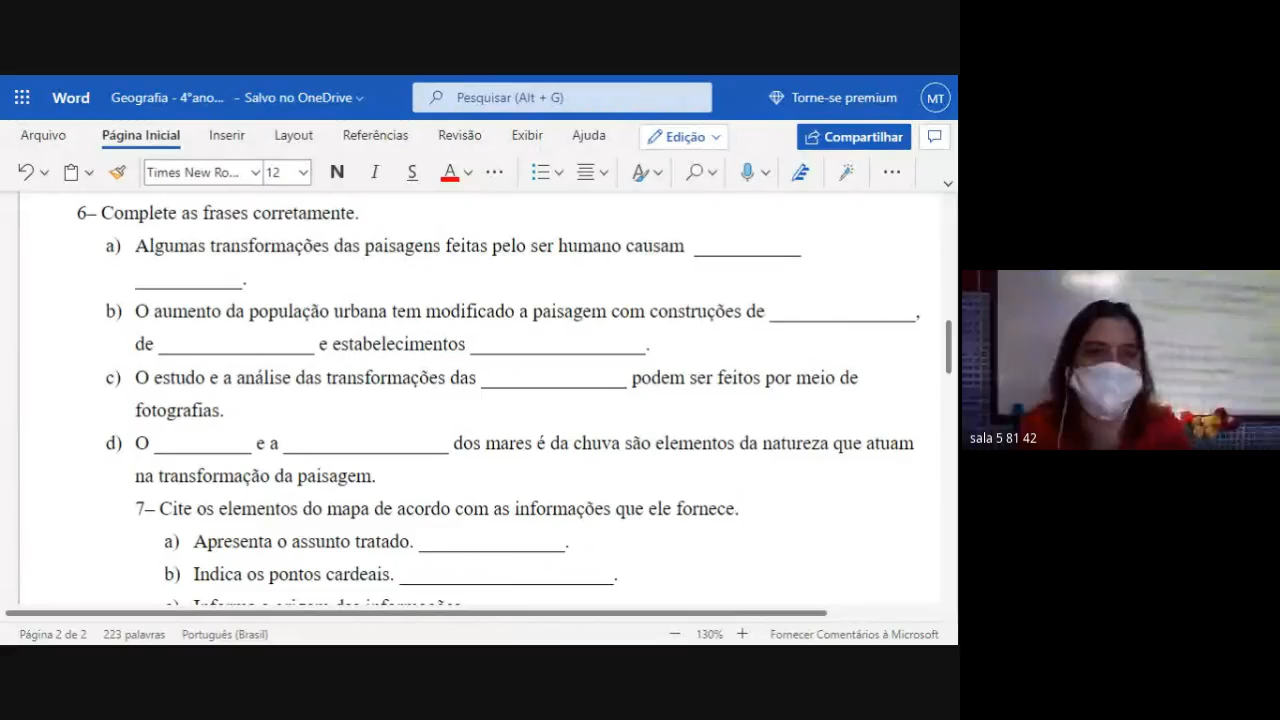 Word Geografia - 4°ano... – Salvo no OneDrive Pesquisar (Alt + G) Torne-se premium MT
Arquivo Página Inicial Inserir Layout Referências Revisão Exibir Ajuda Edição Compartilhar
Times New Ro... 12 N I S A
6– Complete as frases corretamente.
a) Algumas transformações das paisagens feitas pelo ser humano causam ___________
___________.
b) O aumento da população urbana tem modificado a paisagem com construções de _______________,
de ________________ e estabelecimentos __________________.
c) O estudo e a análise das transformações das _______________ podem ser feitos por meio de
fotografias.
d) O __________ e a _________________ dos mares é da chuva são elementos da natureza que atuam
na transformação da paisagem.
7– Cite os elementos do mapa de acordo com as informações que ele fornece.
a) Apresenta o assunto tratado. _______________.
b) Indica os pontos cardeais. ______________________.
Página 2 de 2 223 palavras Português (Brasil) 130% Fornecer Comentários à Microsoft
sala 5 81 42